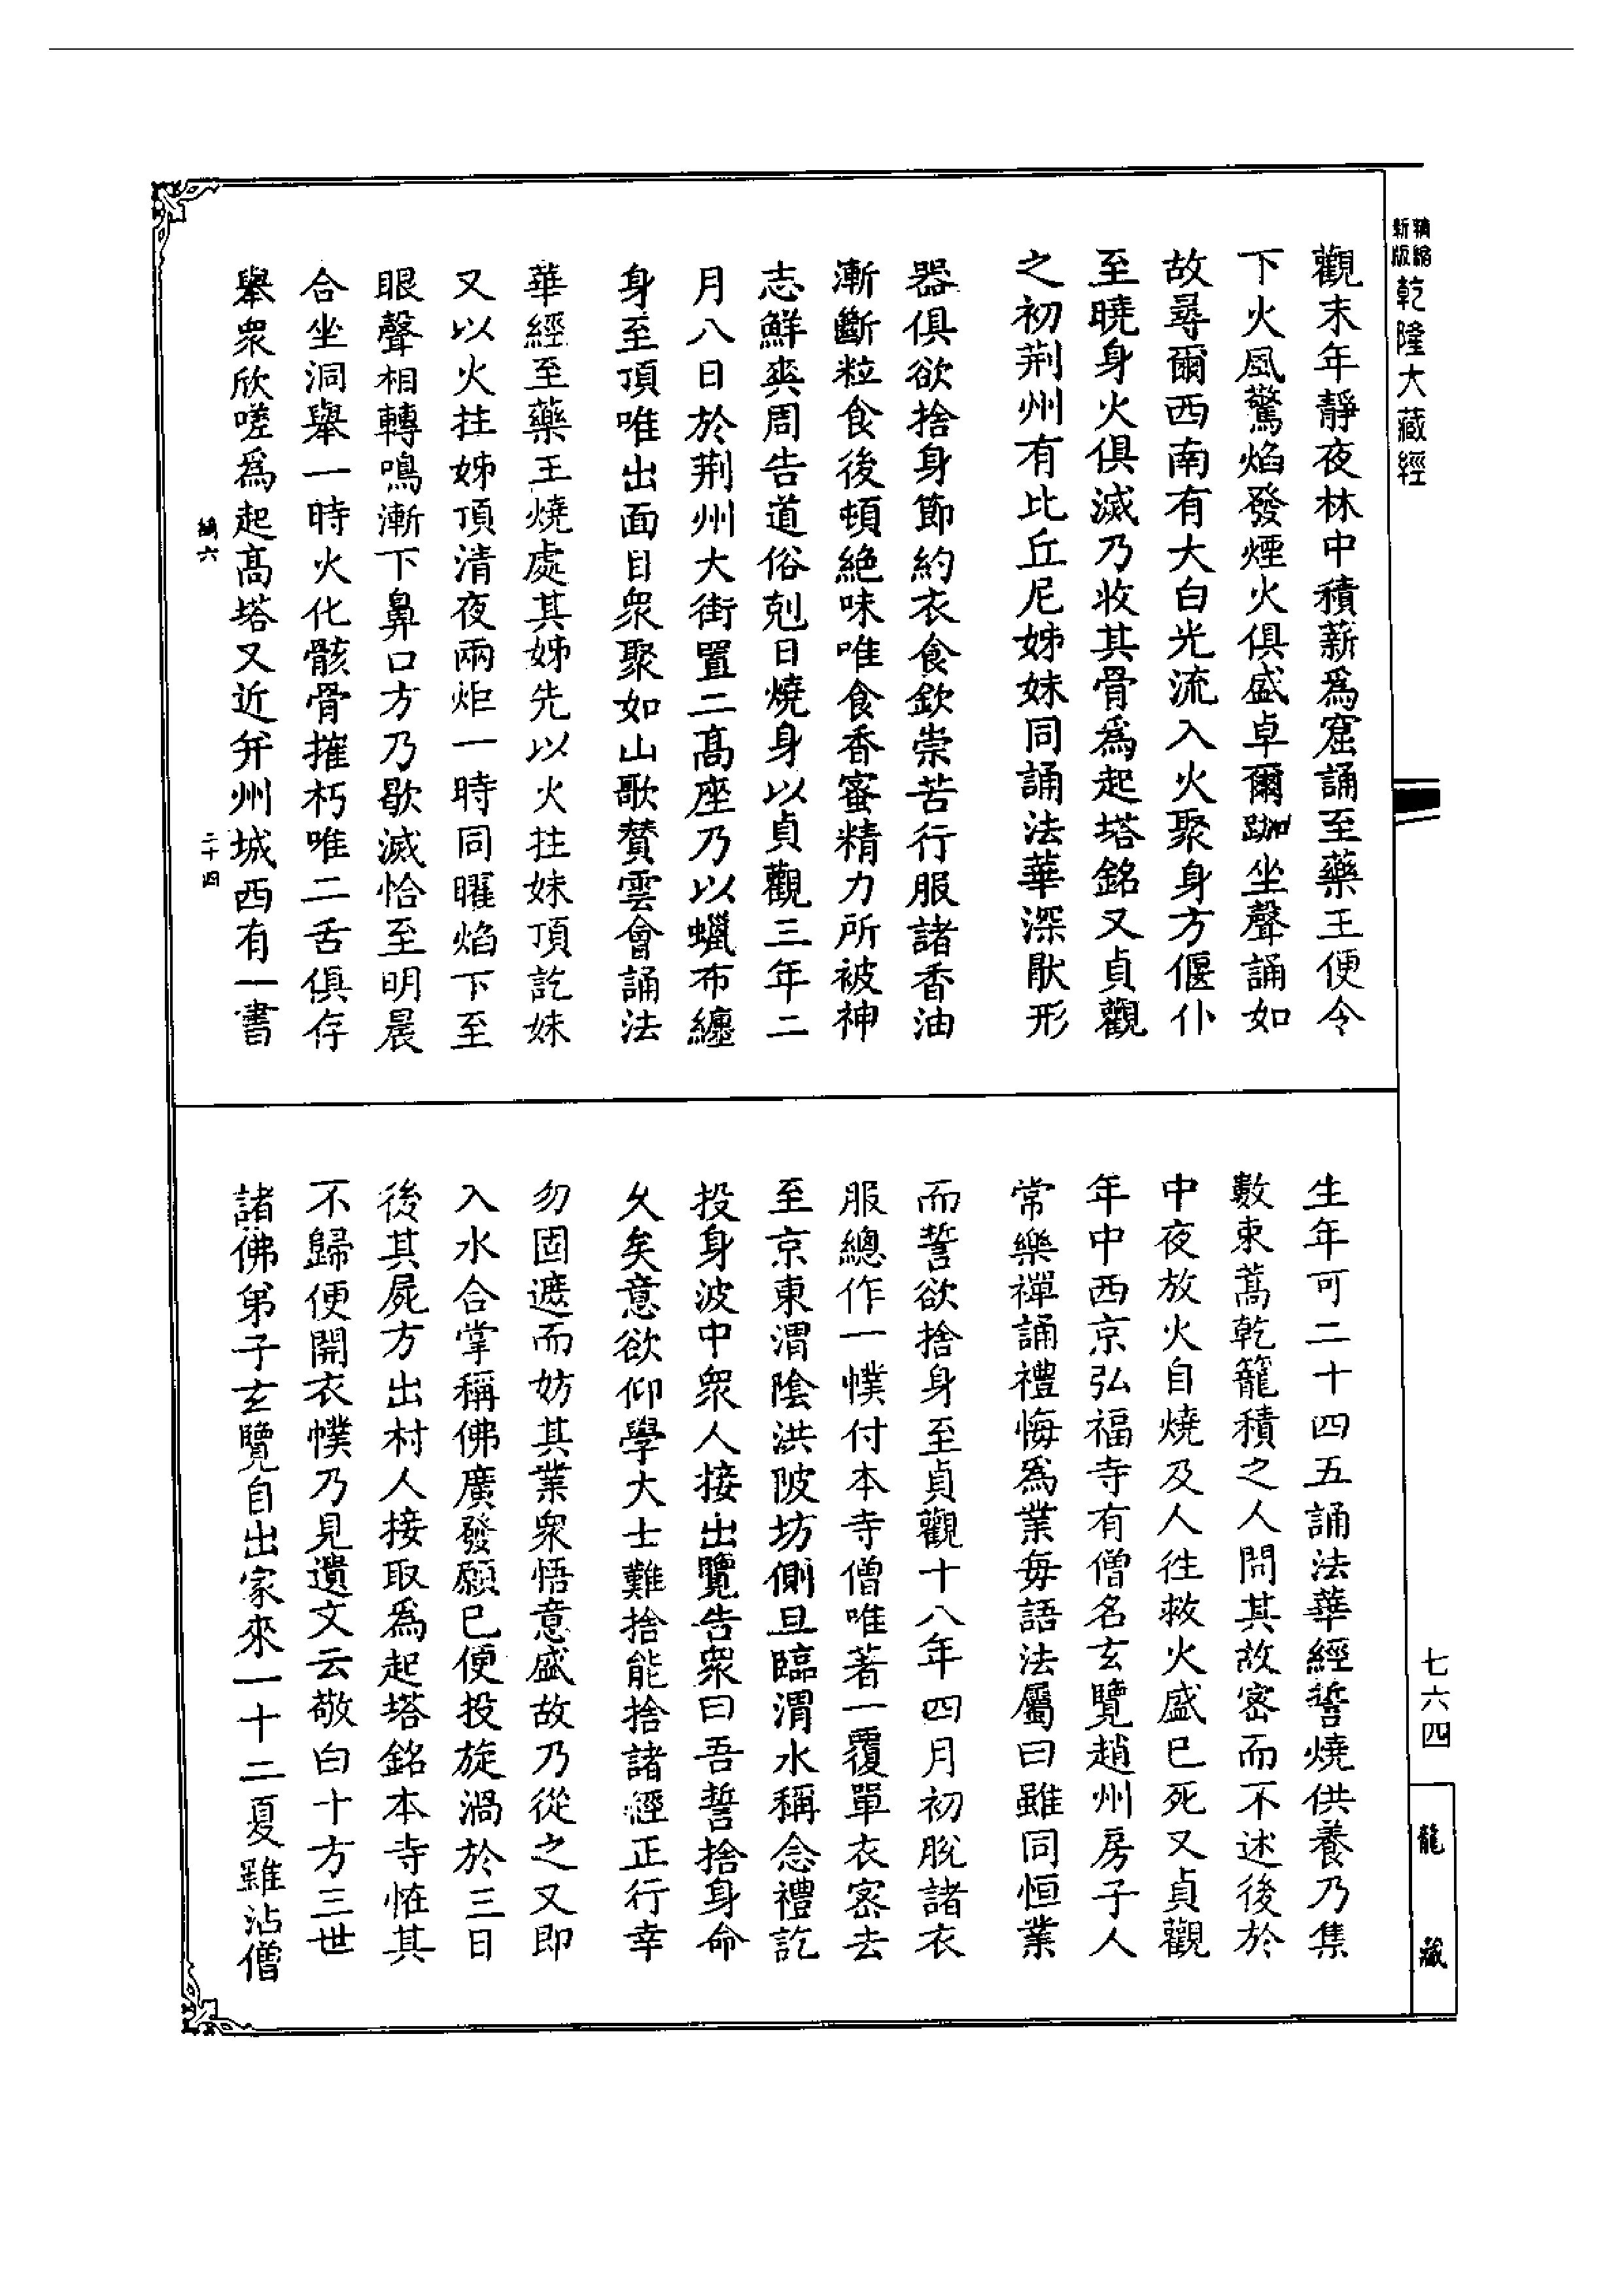 新版精縮乾隆大藏經
觀末年靜夜林中積薪爲窟誦至藥王便令
下火風驚焰發煙火俱盛卓爾跏坐聲誦如
故尋爾西南有大白光流入火聚身方偃仆
至曉身火俱滅乃收其骨爲起塔銘又貞觀
之初荆州有比丘尼姊妹同誦法華深猒形
器俱欲捨身節約衣食欽崇苦行服諸香油
漸斷粒食後頓絶味唯食香蜜精力所被神
志鮮爽周告道俗剋日燒身以貞觀三年二
月八日於荆州大街置二高座乃以蠟布纏
身至頂唯出面目衆聚如山歌賛雲會誦法
華經至藥王燒處其姊先以火拄妹頂訖妹
又以火拄姊頂清夜兩炬一時同曜焰下至
眼聲相轉鳴漸下鼻口方乃歇滅恰至明晨
合坐洞舉一時火化骸骨摧朽唯二舌俱存
舉衆欣嗟爲起高塔又近并州城西有一書
六 二十四
生年可二十四五誦法華經誓燒供養乃集
數束蒿乾籠積之人問其故密而不述後於
中夜放火自燒及人往救火盛已死又貞觀
年中西京弘福寺有僧名玄覽趙州房子人
常樂禪誦禮悔爲業每語法屬曰雖同恒業
而誓欲捨身至貞觀十八年四月初脫諸衣
服總作一幞付本寺僧唯著一覆單衣密去
至京東渭陰洪陂坊側旦臨渭水稱念禮訖
投身波中衆人接出覽告衆曰吾誓捨身命
久矣意欲仰學大士難捨能捨諸經正行幸
勿固遮而妨其業衆悟意盛故乃從之又即
入水合掌稱佛廣發願已便投旋渦於三日
後其屍方出村人接取爲起塔銘本寺恠其
不歸便開衣幞乃見遺文云敬白十方三世
諸佛弟子玄覽自出家來一十二夏雖沾僧
七六四
龍藏